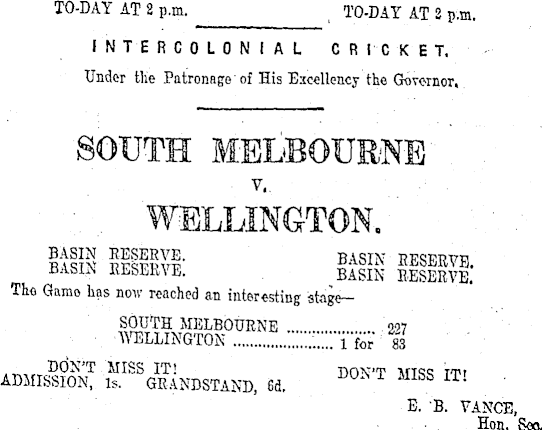 TO-DAY AT 2 p.m. TO-DAY AT 2 p.m.
INTERCOLONIAL CRICKET.
Under the Patronage of His Excellency the Governor.
SOUTH MELBOURNE
V.
WELLINGTON.
BASIN RESERVE. BASIN RESERVE.
BASIN RESERVE. BASIN RESERVE.
The Game has now reached an interesting stage—
SOUTH MELBOURNE ..................... 227
WELLINGTON ........................ 1 for 83
DON'T MISS IT! DON'T MISS IT!
ADMISSION, 1s. GRANDSTAND, 6d.
E. B. VANCE,
Hon. Sec.